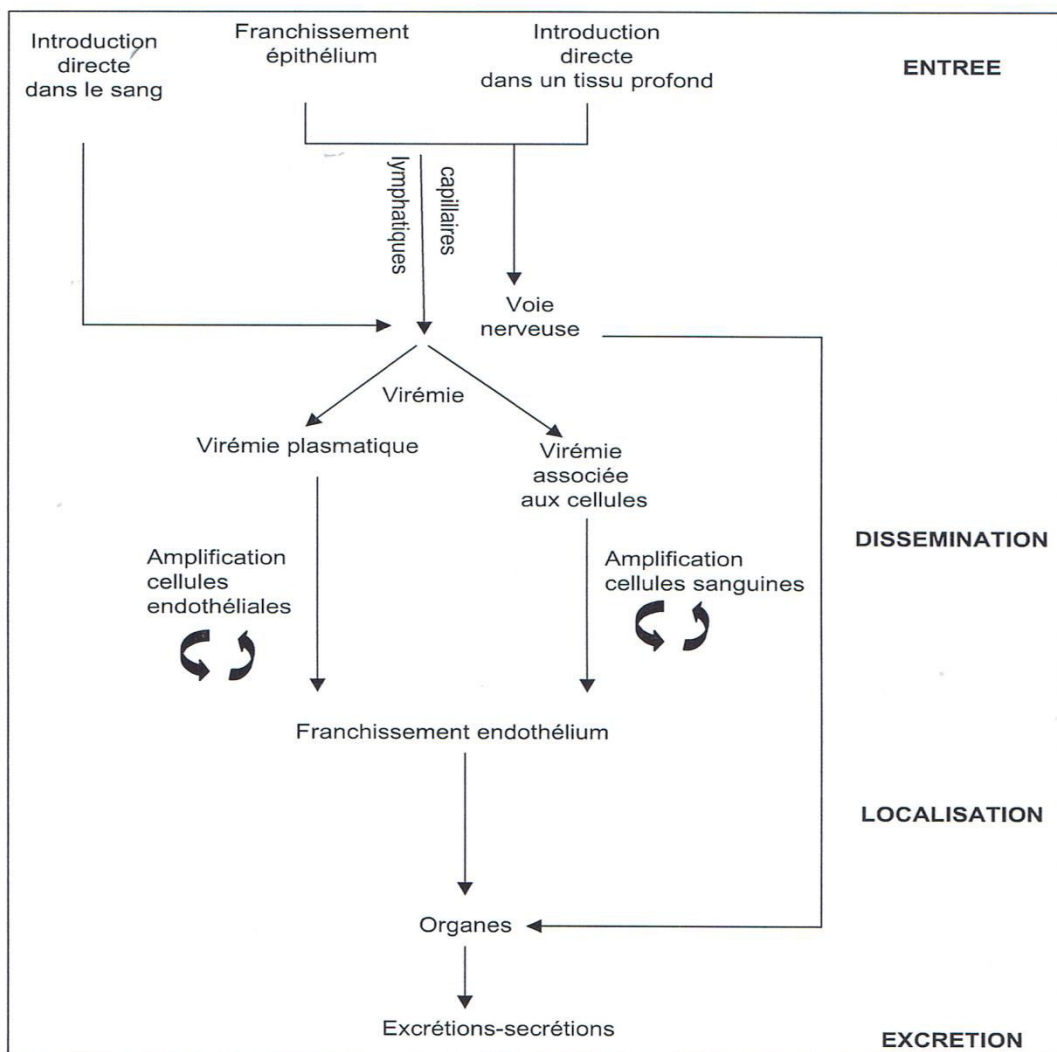 Introduction
directe
dans le sang
Franchissement
épithélium
Introduction
directe
dans un tissu profond
ENTREE
lymphatiques
capillaires
Voie
nerveuse
Virémie
Virémie plasmatique
Virémie
associée
aux cellules
DISSEMINATION
Amplification
cellules
endothéliales
Amplification
cellules sanguines
Franchissement endothélium
LOCALISATION
Organes
Excrétions-secrétions
EXCRETION